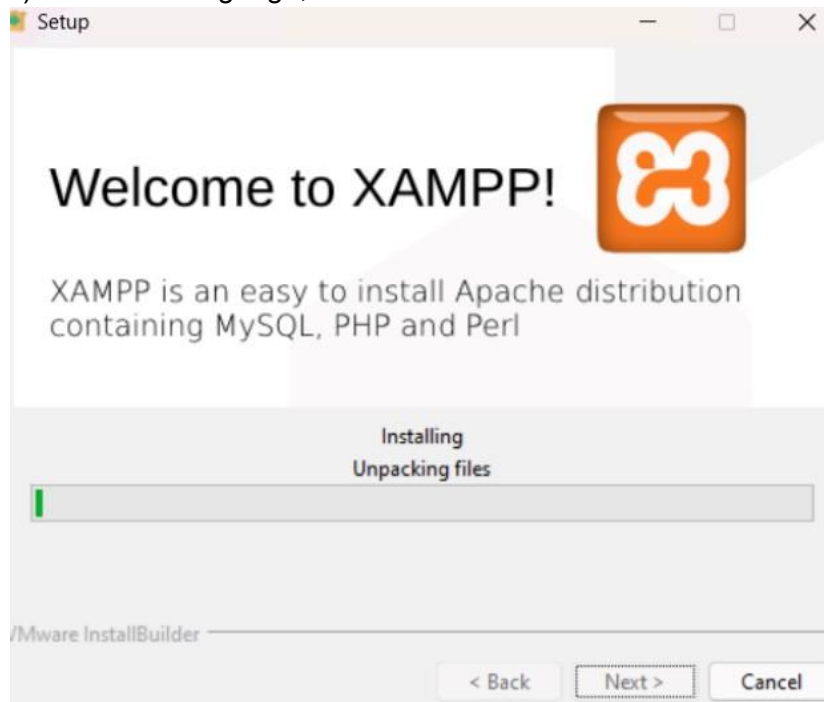 Setup
Welcome to XAMPP!
XAMPP is an easy to install Apache distribution
containing MySQL, PHP and Perl
Installing
Unpacking files
VMware InstallBuilder
< Back Next > Cancel